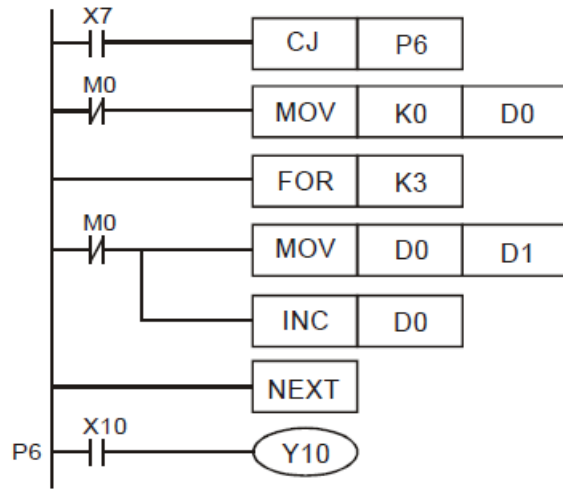 X7
CJ P6
M0
MOV K0 D0
FOR K3
M0
MOV D0 D1
INC D0
NEXT
X10
P6 Y10